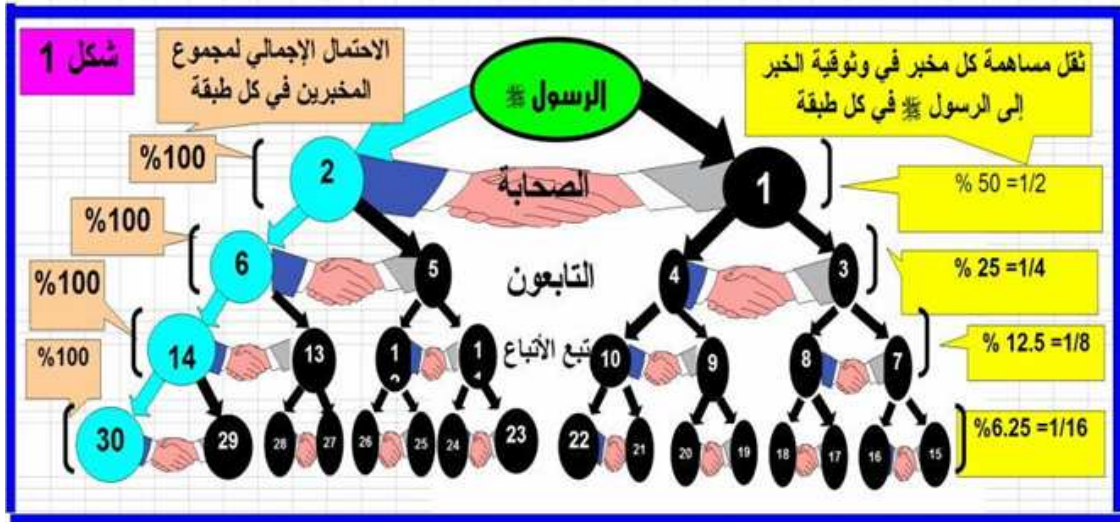 شكل 1
الاحتمال الإجمالي لمجموع
المخبرين في كل طبقة
الرسول ﷺ
ثقل مساهمة كل مخبر في وثوقية الخبر
إلى الرسول ﷺ في كل طبقة
%100
2
الصحابة
1
% 50 =1/2
%100
6
5
التابعون
4
3
% 25 =1/4
%100
14
13
1
1
تبع الأتباع
10
9
8
7
% 12.5 =1/8
%100
30
29
28
27
26
25
24
23
22
21
20
19
18
17
16
15
%6.25 =1/16